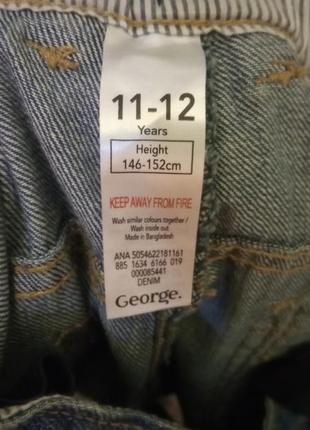 11-12
Years
Height
146-152cm
KEEP AWAY FROM FIRE
Wash similar colours together /
Wash inside out
Made in Bangladesh
ANA 5054622181161
885 1634 6166 019
000085441
DENIM
George.